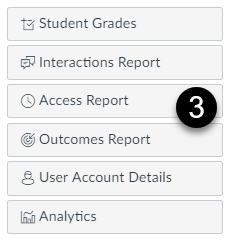 Student Grades
Interactions Report
Access Report
3
Outcomes Report
User Account Details
Analytics